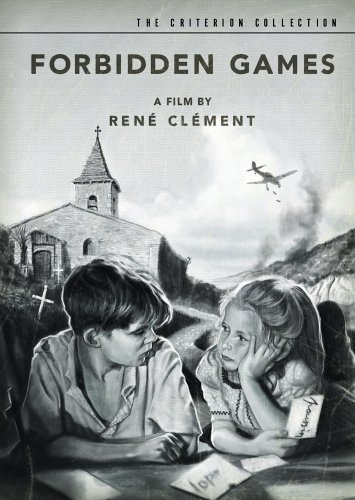 THE CRITERION COLLECTION
FORBIDDEN GAMES
A FILM BY
RENÉ CLÉMENT